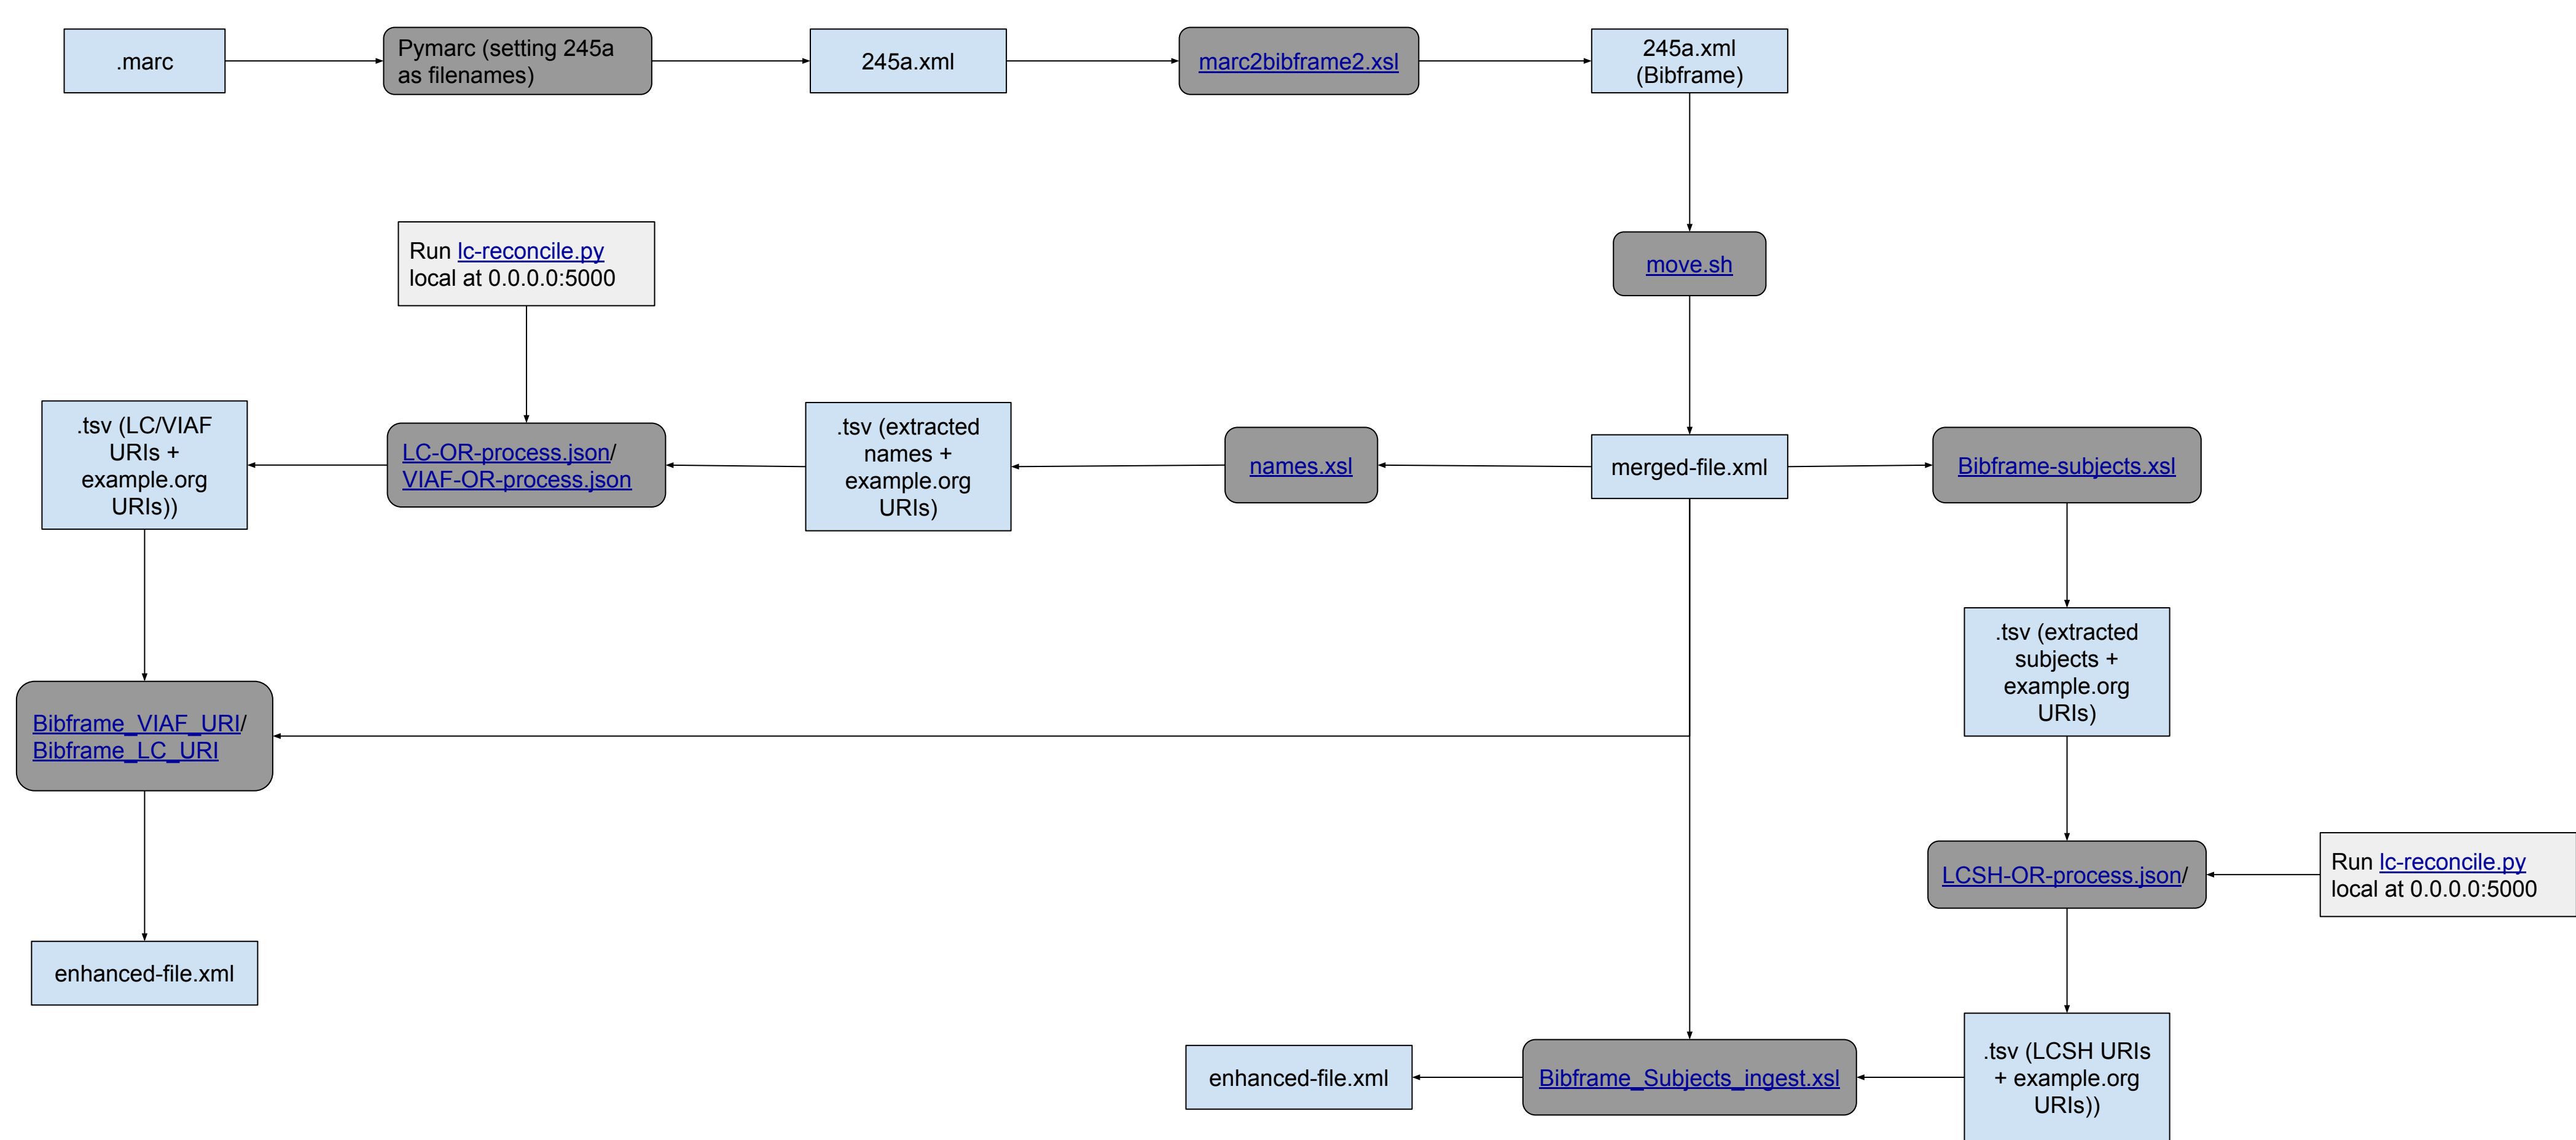 .marc
Pymarc (setting 245a
as filenames)
245a.xml
marc2bibframe2.xsl
245a.xml
(Bibframe)
move.sh
Run lc-reconcile.py
local at 0.0.0.0:5000
.tsv (LC/VIAF
URIs +
example.org
URIs))
LC-OR-process.json/
VIAF-OR-process.json
.tsv (extracted
names +
example.org
URIs)
names.xsl
merged-file.xml
Bibframe-subjects.xsl
.tsv (extracted
subjects +
example.org
URIs)
Bibframe_VIAF_URI/
Bibframe_LC_URI
LCSH-OR-process.json/
Run lc-reconcile.py
local at 0.0.0.0:5000
enhanced-file.xml
enhanced-file.xml
Bibframe_Subjects_ingest.xsl
.tsv (LCSH URIs
+ example.org
URIs))